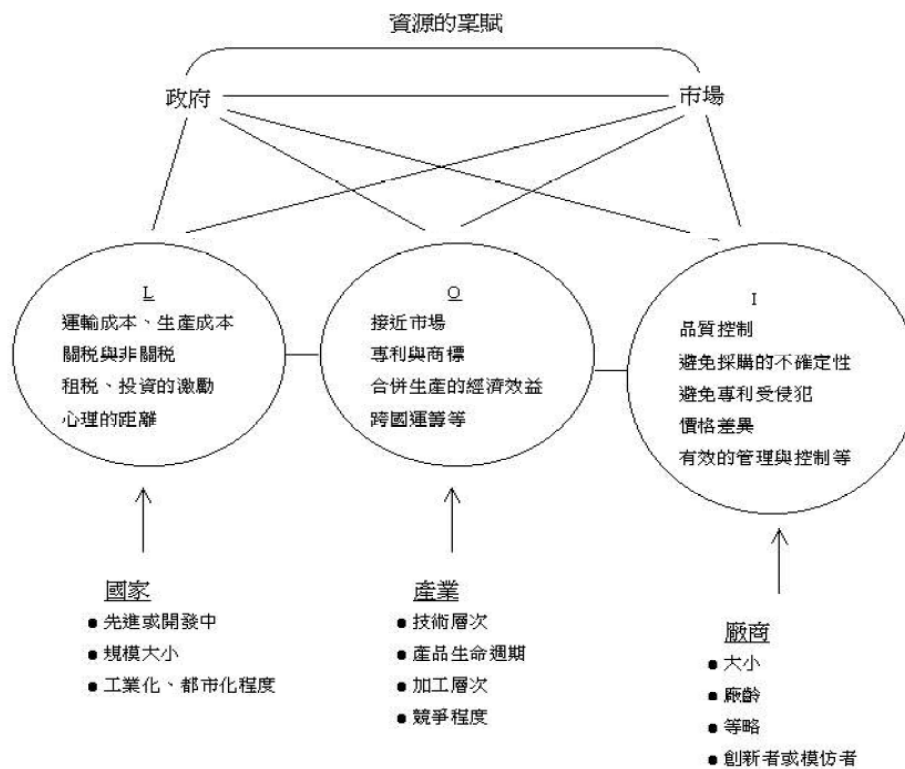 資源的稟賦
政府
市場
L
運輸成本、生產成本
關稅與非關稅
租稅、投資的激勵
心理的距離
O
接近市場
專利與商標
合併生產的經濟效益
跨國運籌等
I
品質控制
避免採購的不確定性
避免專利受侵犯
價格差異
有效的管理與控制等
國家
● 先進或開發中
● 規模大小
● 工業化、都市化程度
產業
● 技術層次
● 產品生命週期
● 加工層次
● 競爭程度
廠商
● 大小
● 廠齡
● 等略
● 創新者或模仿者